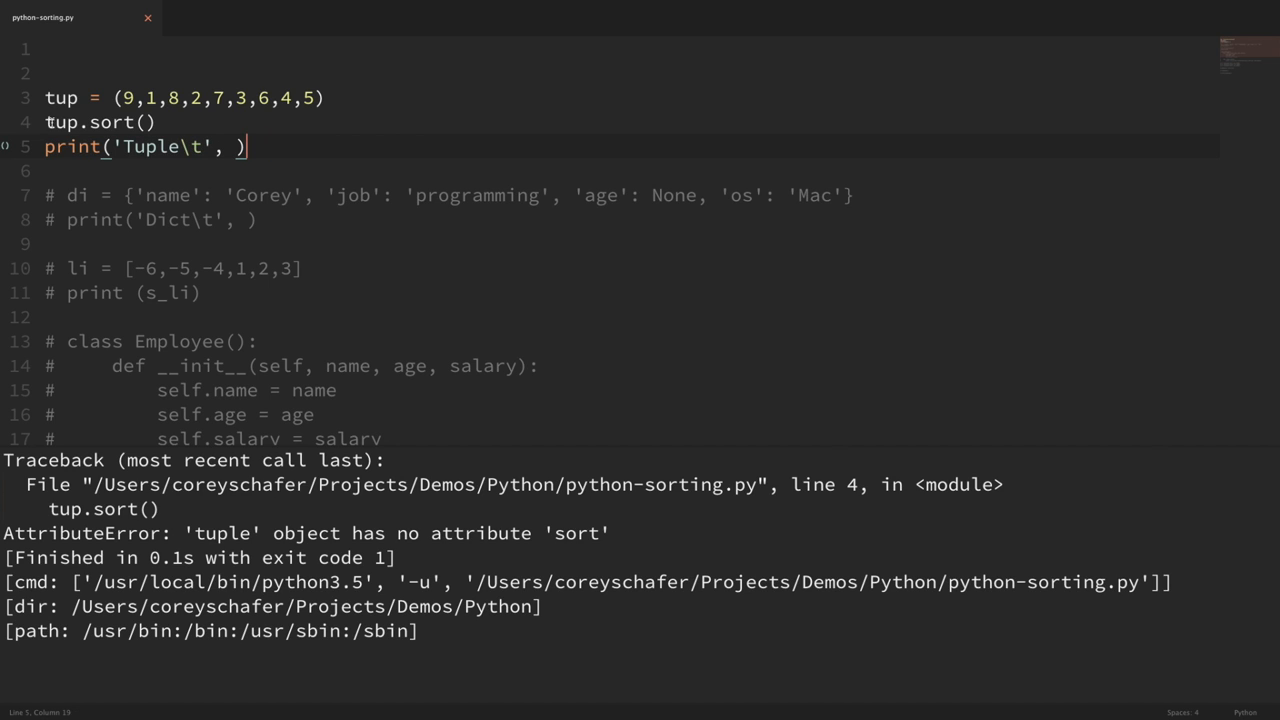 python-sorting.py ×
1
2
3 tup = (9,1,8,2,7,3,6,4,5)
4 tup.sort()
() 5 print('Tuple\t', )
6
7 # di = {'name': 'Corey', 'job': 'programming', 'age': None, 'os': 'Mac'}
8 # print('Dict\t', )
9
10 # li = [-6,-5,-4,1,2,3]
11 # print (s_li)
12
13 # class Employee():
14 #     def __init__(self, name, age, salary):
15 #         self.name = name
16 #         self.age = age
17 #         self.salary = salary
Traceback (most recent call last):
  File "/Users/coreyschafer/Projects/Demos/Python/python-sorting.py", line 4, in <module>
    tup.sort()
AttributeError: 'tuple' object has no attribute 'sort'
[Finished in 0.1s with exit code 1]
[cmd: ['/usr/local/bin/python3.5', '-u', '/Users/coreyschafer/Projects/Demos/Python/python-sorting.py']]
[dir: /Users/coreyschafer/Projects/Demos/Python]
[path: /usr/bin:/bin:/usr/sbin:/sbin]
Line 5, Column 19 Spaces: 4 Python